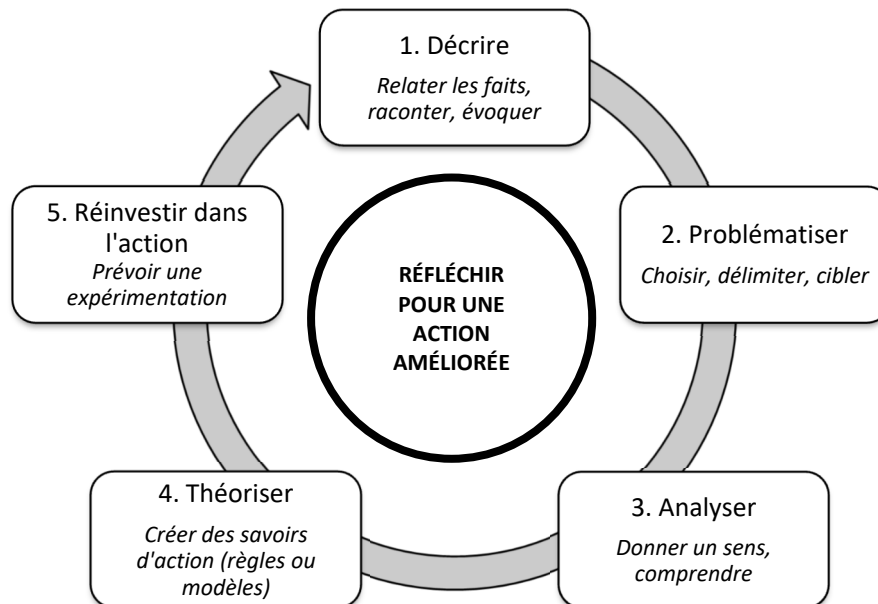 1. Décrire
Relater les faits,
raconter, évoquer
2. Problématiser
Choisir, délimiter, cibler
3. Analyser
Donner un sens,
comprendre
4. Théoriser
Créer des savoirs
d'action (règles ou
modèles)
5. Réinvestir dans
l'action
Prévoir une
expérimentation
RÉFLÉCHIR
POUR UNE
ACTION
AMÉLIORÉE